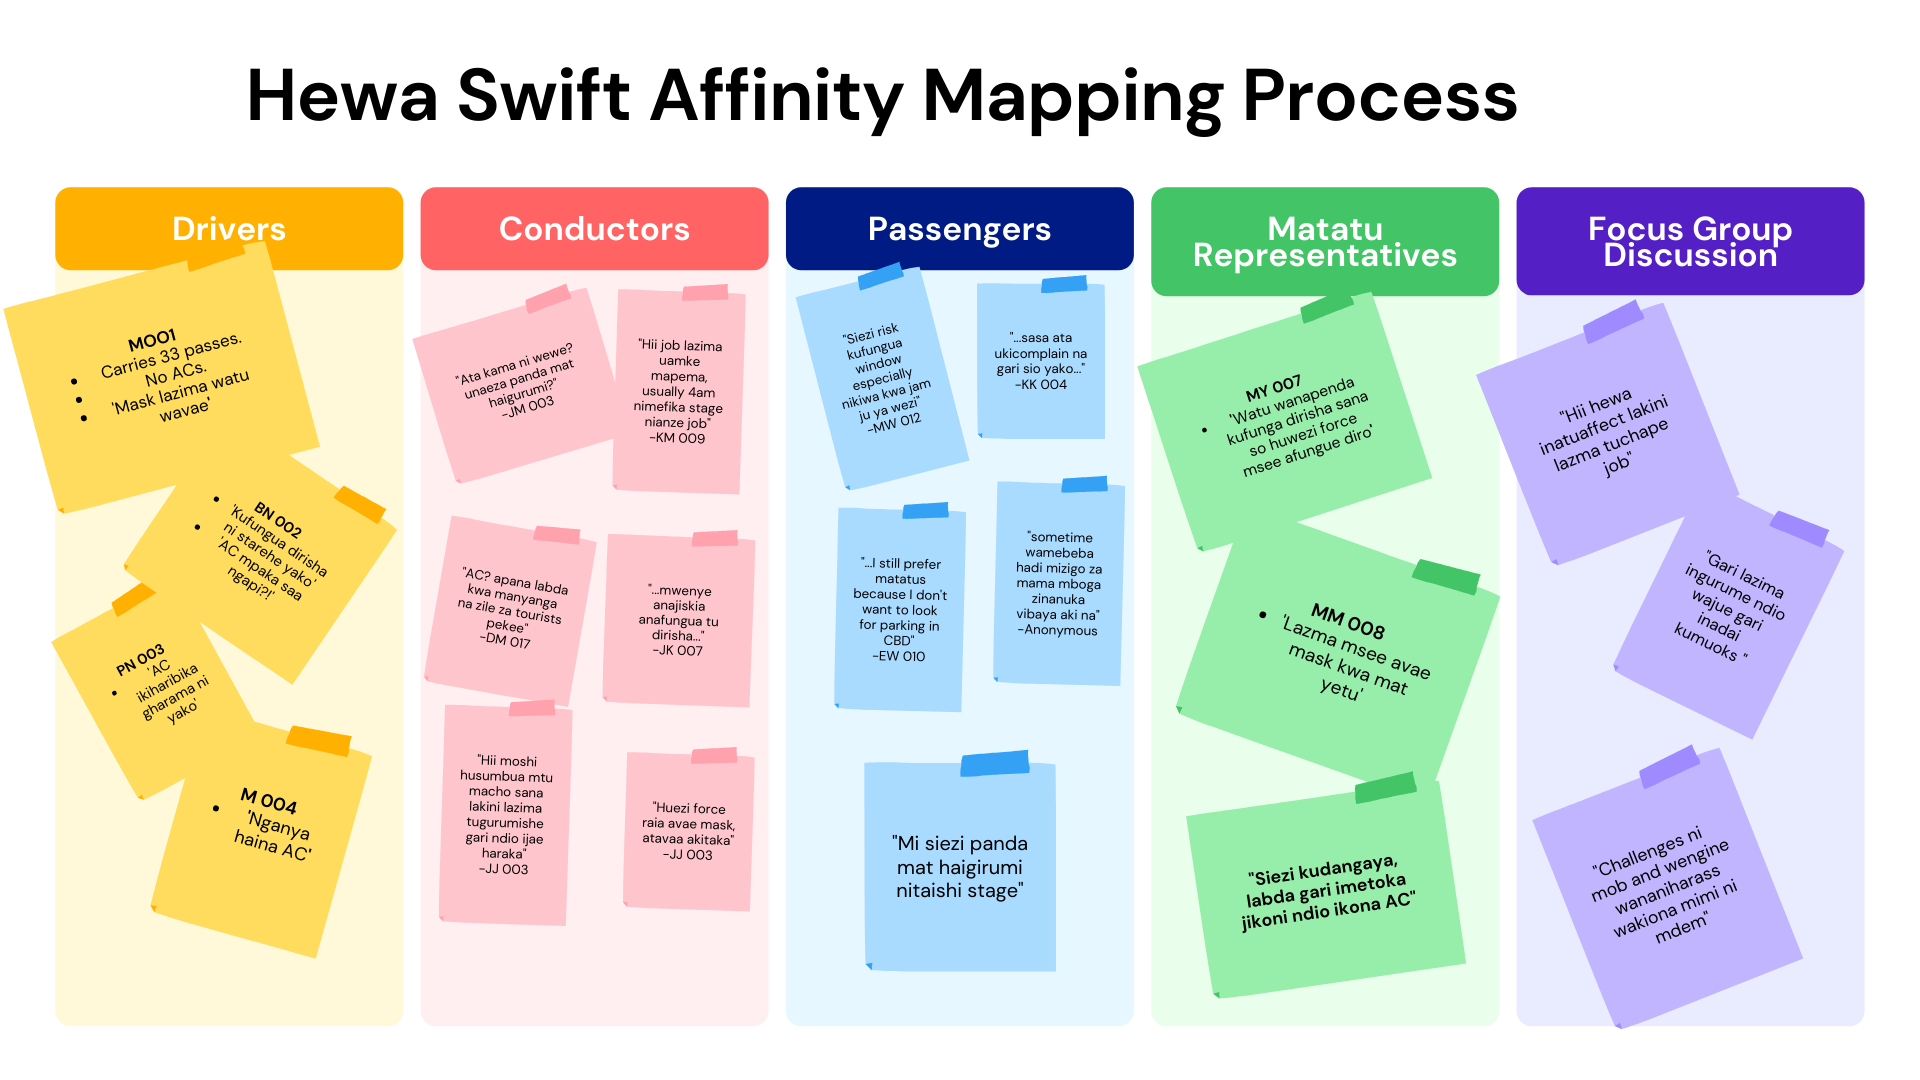 Hewa Swift Affinity Mapping Process
Drivers
MOO1
Carries 33 passes.
No ACs.
'Mask lazima watu
wavae'
BN 002
'Kufungua dirisha
ni starehe yako'
'AC mpaka saa
ngapi?!'
PN 003
'AC
ikiharibika
gharama ni
yako'
M 004
'Nganya
haina AC'
Conductors
"Ata kama ni wewe?
unaeza panda mat
haigurumi?"
-JM 003
"Hii job lazima
uamke
mapema,
usually 4am
nimefika stage
nianze job"
-KM 009
"AC? apana labda
kwa manyanga
na zile za tourists
pekee"
-DM 017
"...mwenye
anajiskia
anafungua tu
dirisha..."
-JK 007
"Hii moshi
husumbua mtu
macho sana
lakini lazima
tugurumishe
gari ndio ijae
haraka"
-JJ 003
"Huezi force
raia avae mask,
atavaa akitaka"
-JJ 003
Passengers
"Siezi risk
kufungua
window
especially
nikiwa kwa jam
ju ya wezi"
-MW 012
"...sasa ata
ukicomplain na
gari sio yako..."
-KK 004
"...I still prefer
matatus
because I don't
want to look
for parking in
CBD"
-EW 010
"sometime
wamebeba
hadi mizigo za
mama mboga
zinanuka
vibaya aki na"
-Anonymous
"Mi siezi panda
mat haigirumi
nitaishi stage"
Matatu
Representatives
MY 007
'Watu wanapenda
kufunga dirisha sana
so huwezi force
msee afungue diro'
MM 008
'Lazma msee avae
mask kwa mat
yetu'
"Siezi kudangaya,
labda gari imetoka
jikoni ndio ikona AC"
Focus Group
Discussion
"Hii hewa
inatuaffect lakini
lazma tuchape
job"
"Gari lazima
ingurume ndio
wajue gari
inadai
kumuoks "
"Challenges ni
mob and wengine
wananiharass
wakiona mimi ni
mdem"